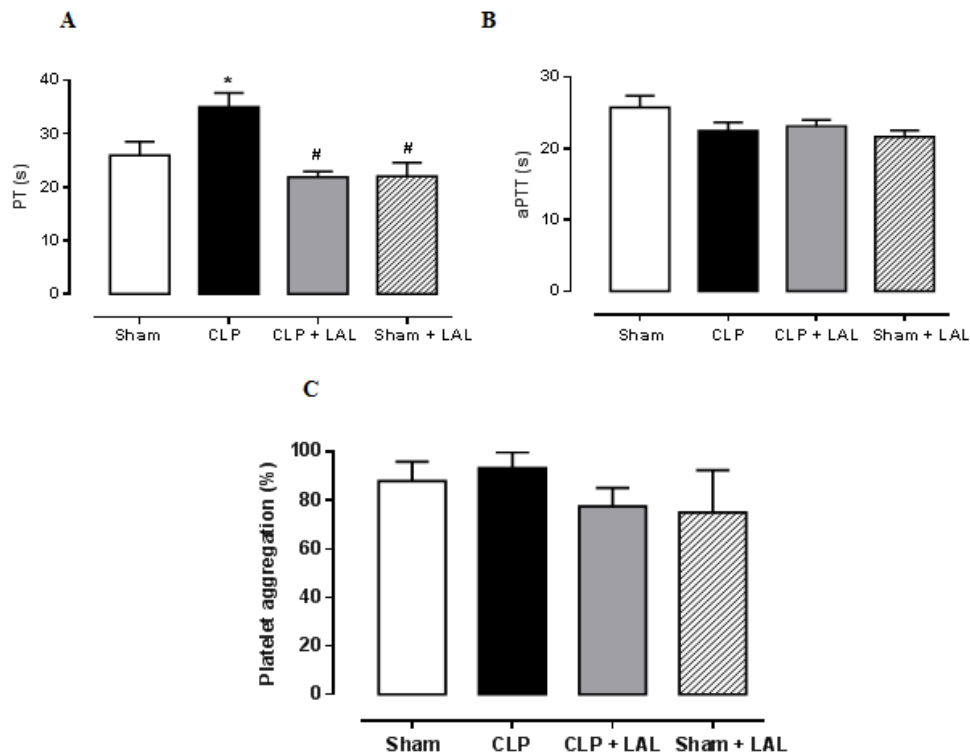 A
PT (s)
40
30
20
10
0
*
#
#
Sham CLP CLP + LAL Sham + LAL
B
aPTT (s)
30
20
10
0
Sham CLP CLP + LAL Sham + LAL
C
Platelet aggregation (%)
100
80
60
40
20
0
Sham CLP CLP + LAL Sham + LAL